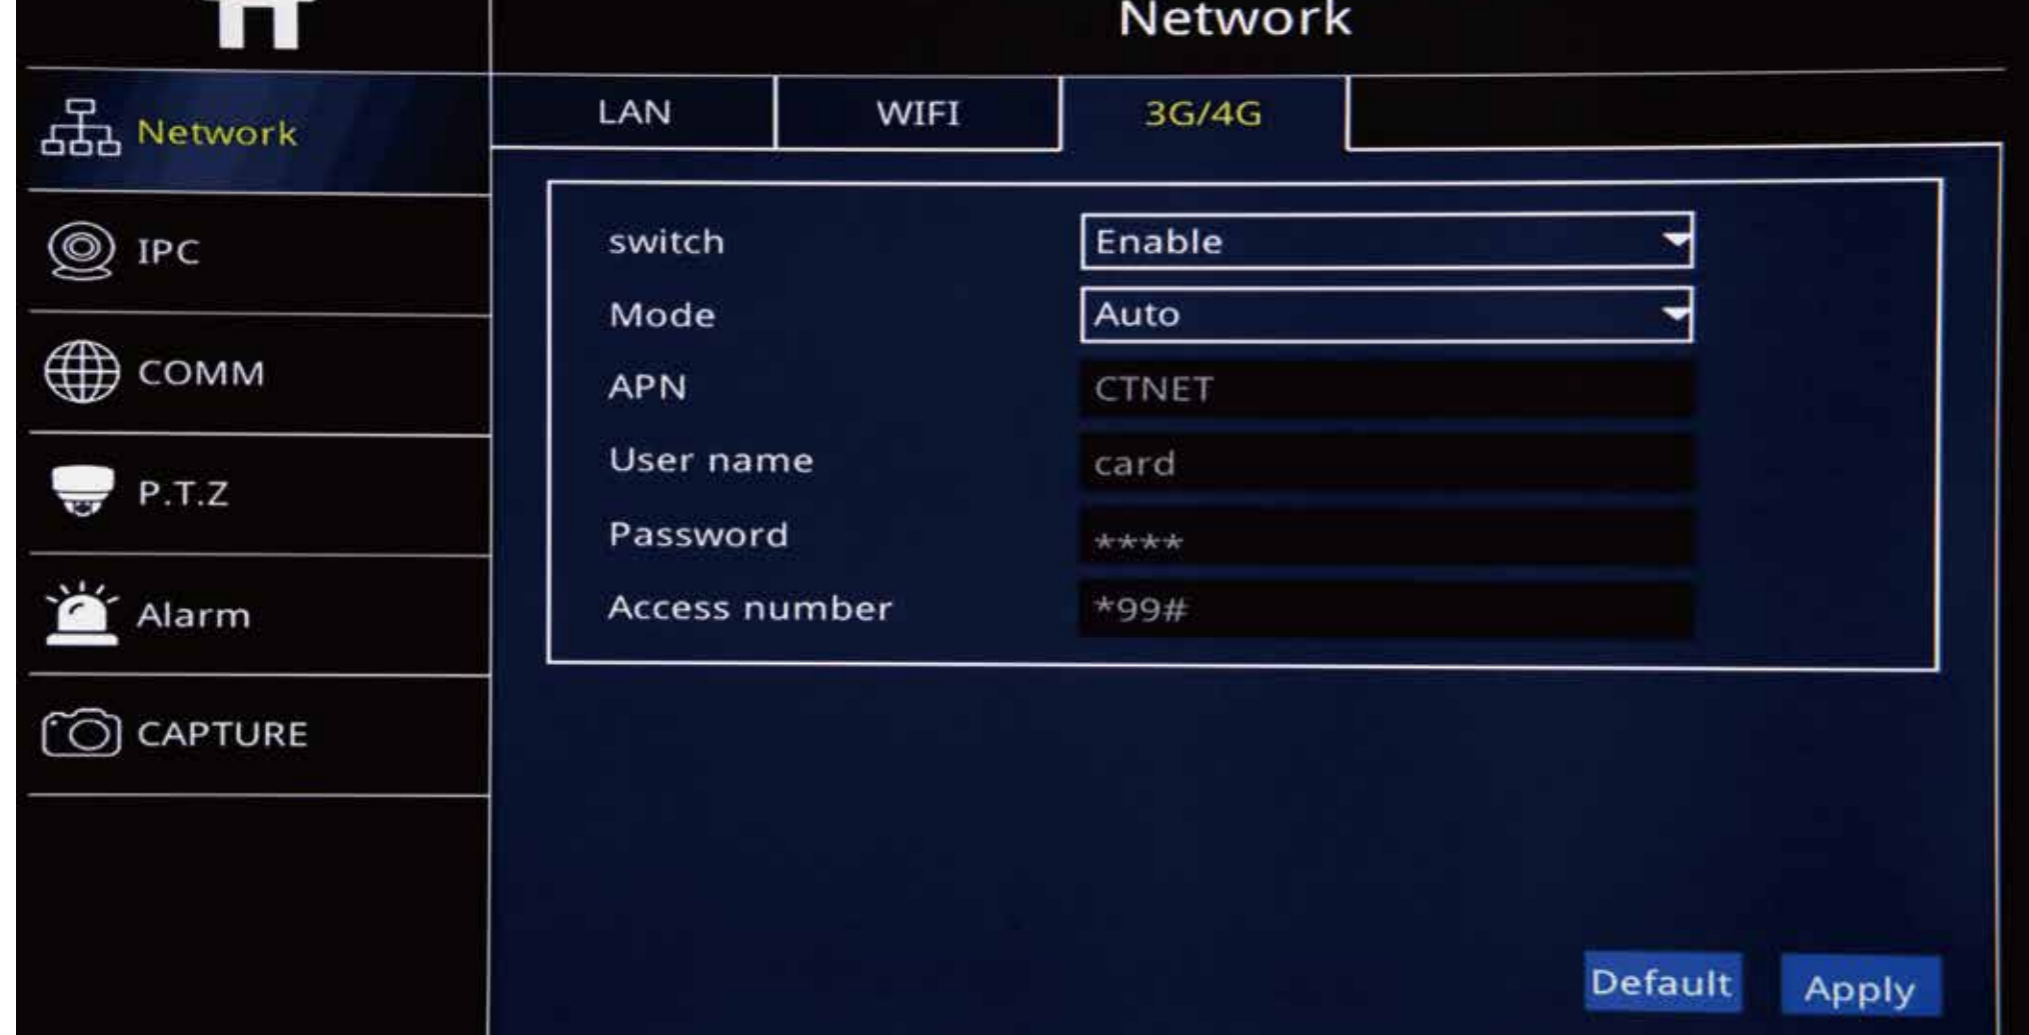 Network
LAN
WIFI
3G/4G
Network
IPC
COMM
P.T.Z
Alarm
CAPTURE
switch Enable
Mode Auto
APN CTNET
User name card
Password ****
Access number *99#
Default Apply